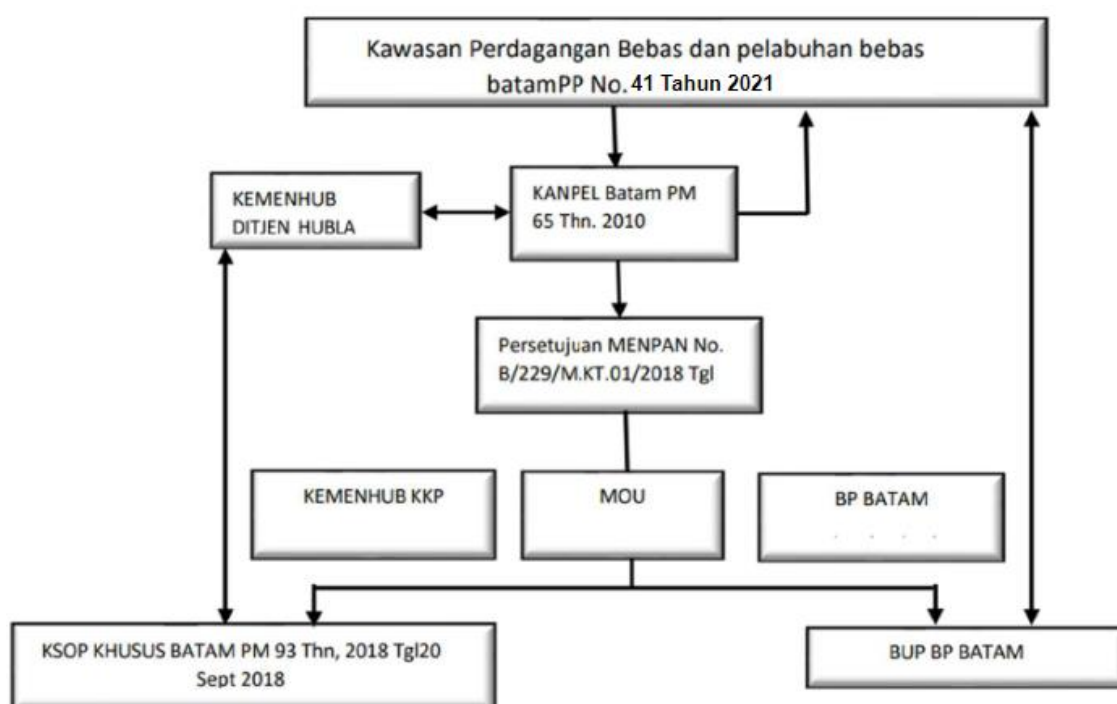 Kawasan Perdagangan Bebas dan pelabuhan bebas
batamPP No. 41 Tahun 2021
KEMENHUB
DITJEN HUBLA
KANPEL Batam PM
65 Thn. 2010
Persetujuan MENPAN No.
B/229/M.KT.01/2018 Tgl
KEMENHUB KKP
MOU
BP BATAM
KSOP KHUSUS BATAM PM 93 Thn, 2018 Tgl20
Sept 2018
BUP BP BATAM